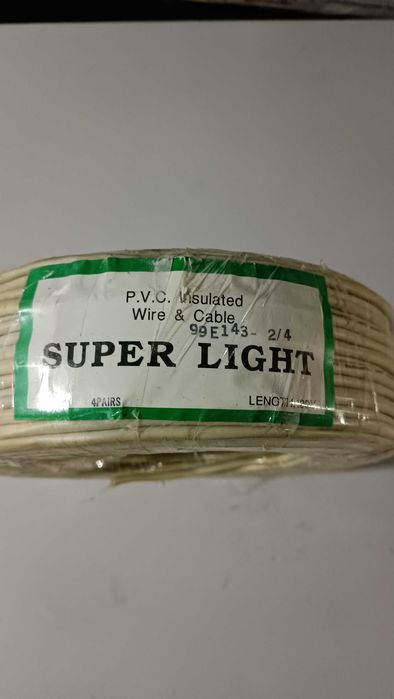 P.V.C. Insulated
Wire & Cable
99E143- 2/4
SUPER LIGHT
4PAIRS